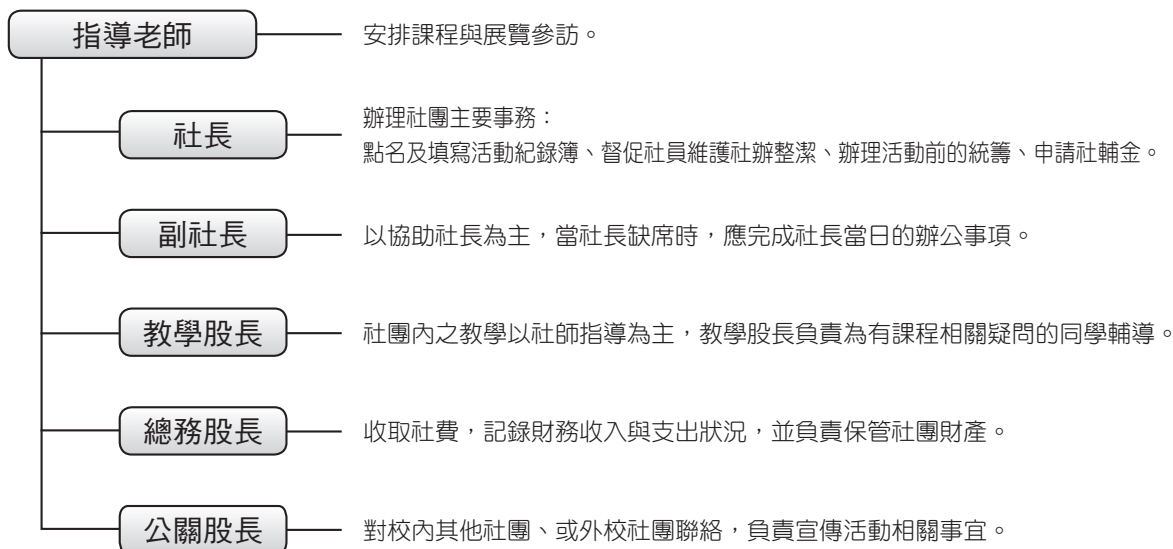 指導老師
安排課程與展覽參訪。
社長
辦理社團主要事務：
點名及填寫活動紀錄簿、督促社員維護社辦整潔、辦理活動前的統籌、申請社輔金。
副社長
以協助社長為主，當社長缺席時，應完成社長當日的辦公事項。
教學股長
社團內之教學以社師指導為主，教學股長負責為有課程相關疑問的同學輔導。
總務股長
收取社費，記錄財務收入與支出狀況，並負責保管社團財產。
公關股長
對校內其他社團、或外校社團聯絡，負責宣傳活動相關事宜。